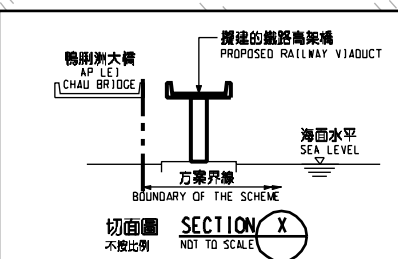 擬建的鐵路高架橋
PROPOSED RAILWAY VIADUCT
鴨脷洲大橋
AP LEI
CHAU BRIDGE
海面水平
SEA LEVEL
方案界線
BOUNDARY OF THE SCHEME
切面圖 SECTION X
不按比例 NOT TO SCALE